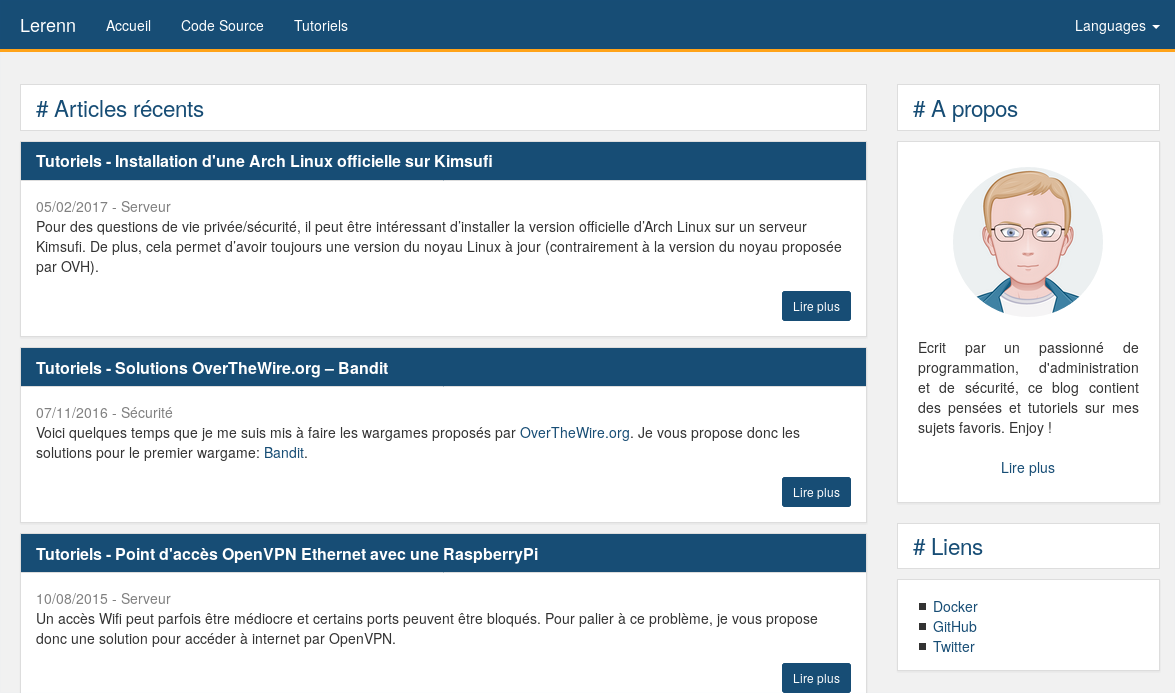 Lerenn
Accueil
Code Source
Tutoriels
Languages
# Articles récents
Tutoriels - Installation d'une Arch Linux officielle sur Kimsufi
05/02/2017 - Serveur
Pour des questions de vie privée/sécurité, il peut être intéressant d’installer la version officielle d’Arch Linux sur un serveur
Kimsufi. De plus, cela permet d’avoir toujours une version du noyau Linux à jour (contrairement à la version du noyau proposée
par OVH).
Lire plus
Tutoriels - Solutions OverTheWire.org – Bandit
07/11/2016 - Sécurité
Voici quelques temps que je me suis mis à faire les wargames proposés par OverTheWire.org. Je vous propose donc les
solutions pour le premier wargame: Bandit.
Lire plus
Tutoriels - Point d'accès OpenVPN Ethernet avec une RaspberryPi
10/08/2015 - Serveur
Un accès Wifi peut parfois être médiocre et certains ports peuvent être bloqués. Pour palier à ce problème, je vous propose
donc une solution pour accéder à internet par OpenVPN.
Lire plus
# A propos
Ecrit par un passionné de
programmation, d'administration
et de sécurité, ce blog contient
des pensées et tutoriels sur mes
sujets favoris. Enjoy !
Lire plus
# Liens
Docker
GitHub
Twitter